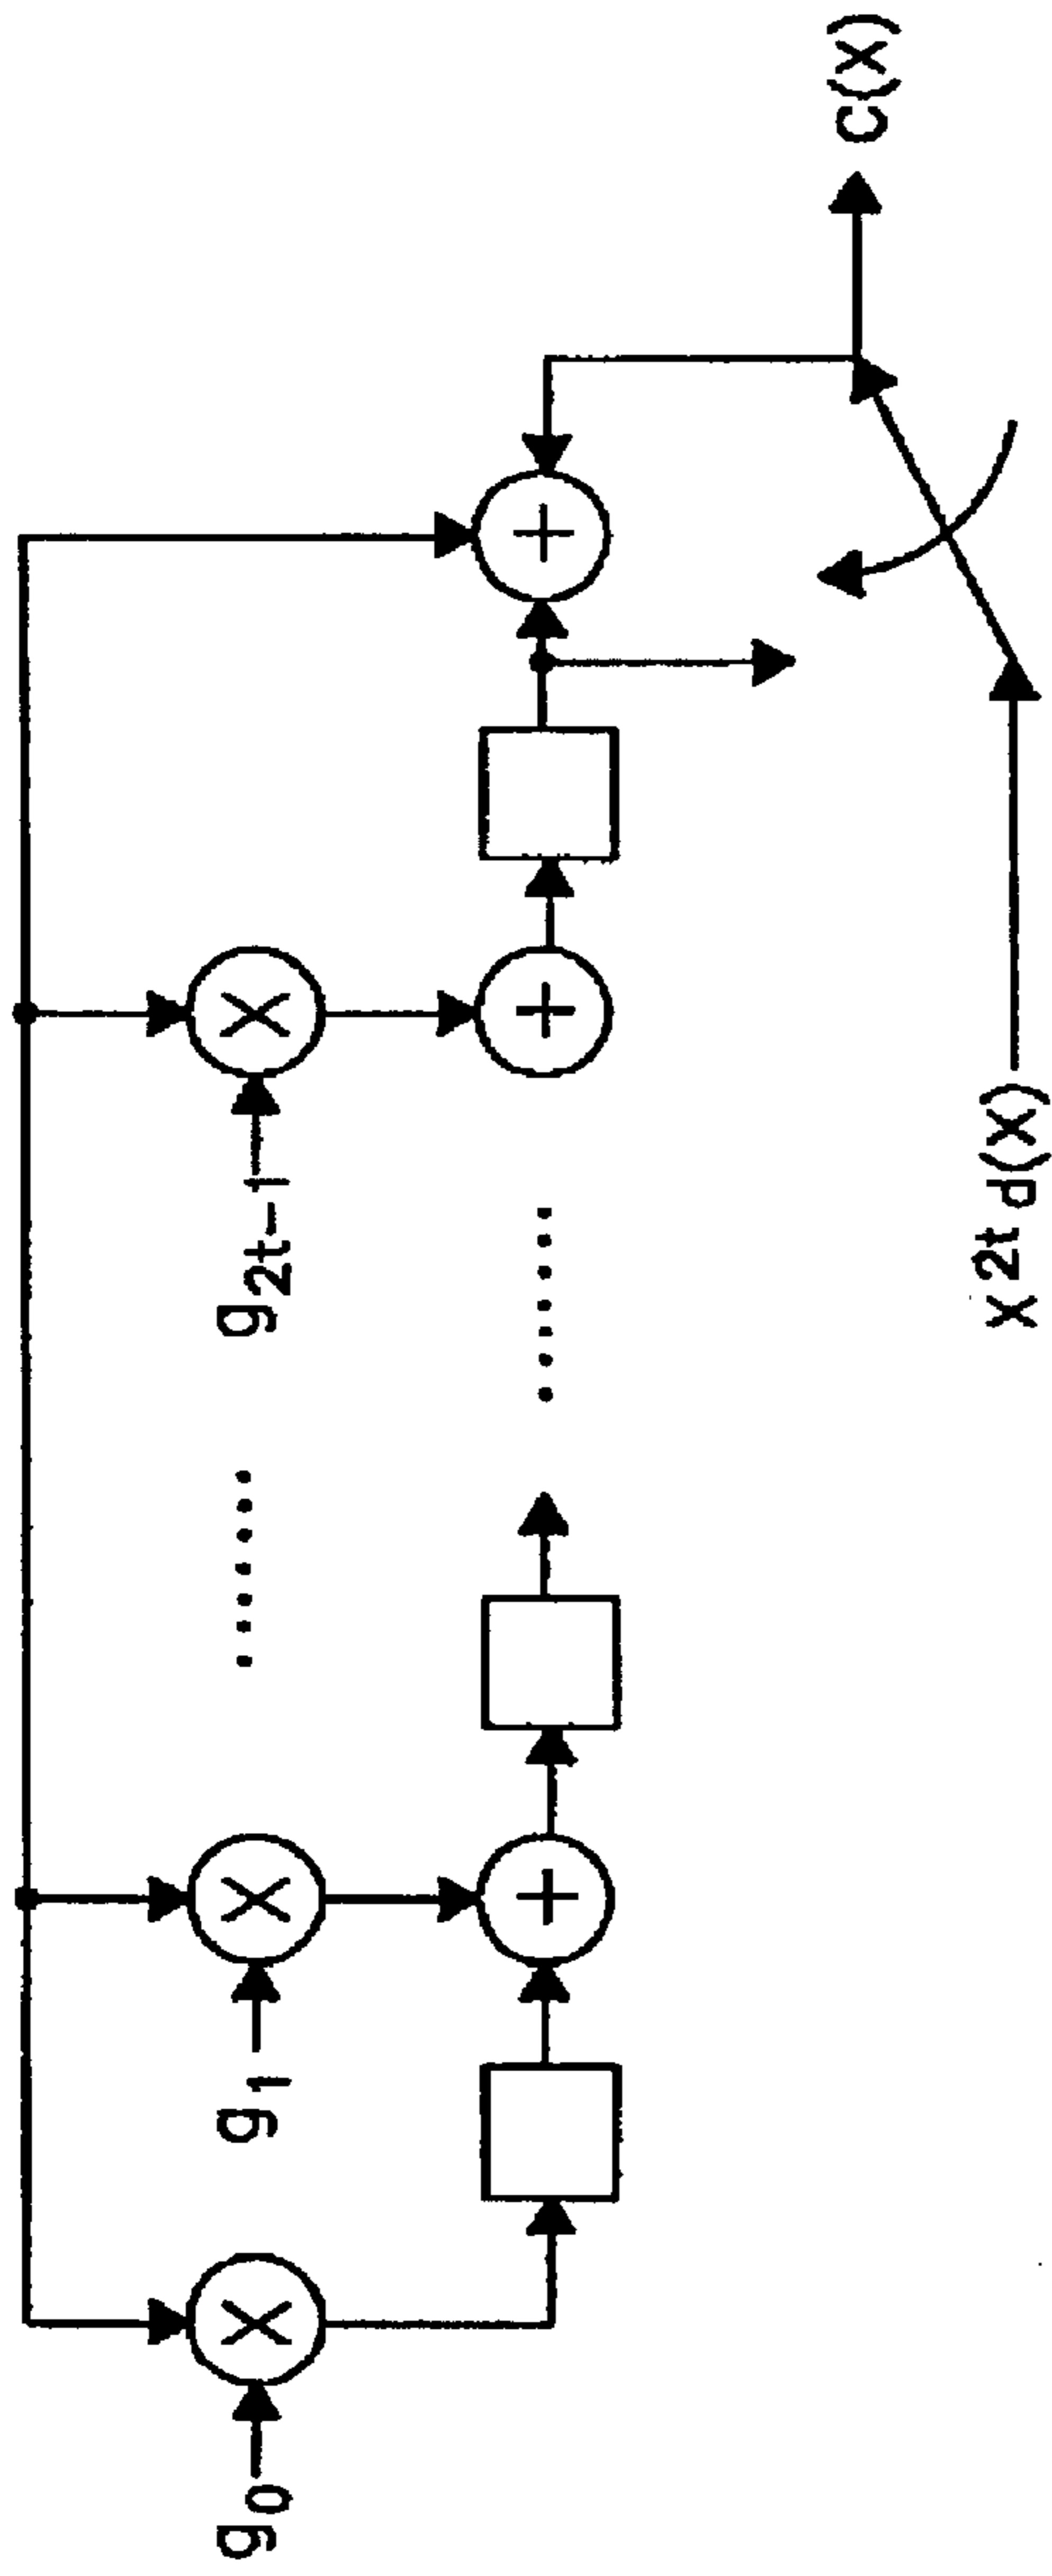 g₀
g₁
g₂ₜ₋₁
x²ᵗ d(x)
c(x)